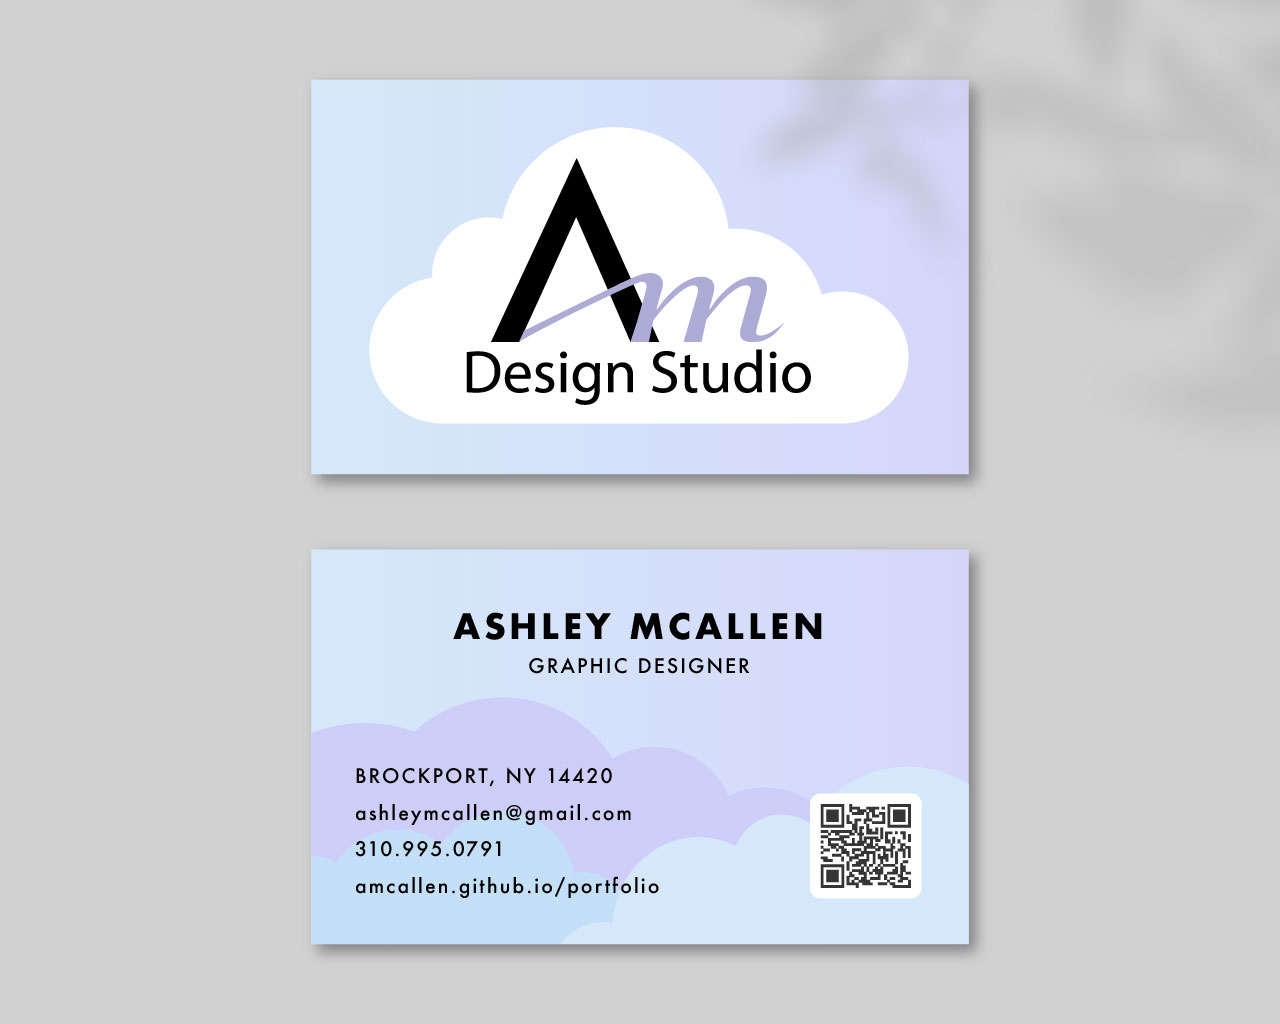 Am
Design Studio
ASHLEY MCALLEN
GRAPHIC DESIGNER
BROCKPORT, NY 14420
ashleymcallen@gmail.com
310.995.0791
amcallen.github.io/portfolio